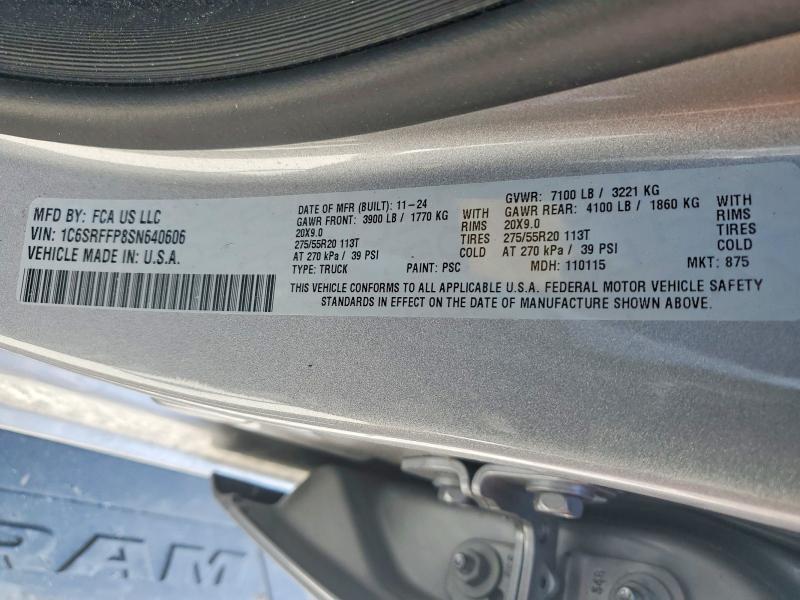 MFD BY: FCA US LLC
VIN: 1C6SRFFP8SN640606
VEHICLE MADE IN: U.S.A.
DATE OF MFR (BUILT): 11-24
GAWR FRONT: 3900 LB / 1770 KG WITH
20X9.0 RIMS
275/55R20 113T TIRES
AT 270 kPa / 39 PSI COLD
TYPE: TRUCK PAINT: PSC
GVWR: 7100 LB / 3221 KG
GAWR REAR: 4100 LB / 1860 KG WITH
20X9.0 RIMS
275/55R20 113T TIRES
AT 270 kPa / 39 PSI COLD
MDH: 110115 MKT: 875
THIS VEHICLE CONFORMS TO ALL APPLICABLE U.S.A. FEDERAL MOTOR VEHICLE SAFETY
STANDARDS IN EFFECT ON THE DATE OF MANUFACTURE SHOWN ABOVE.
RAM